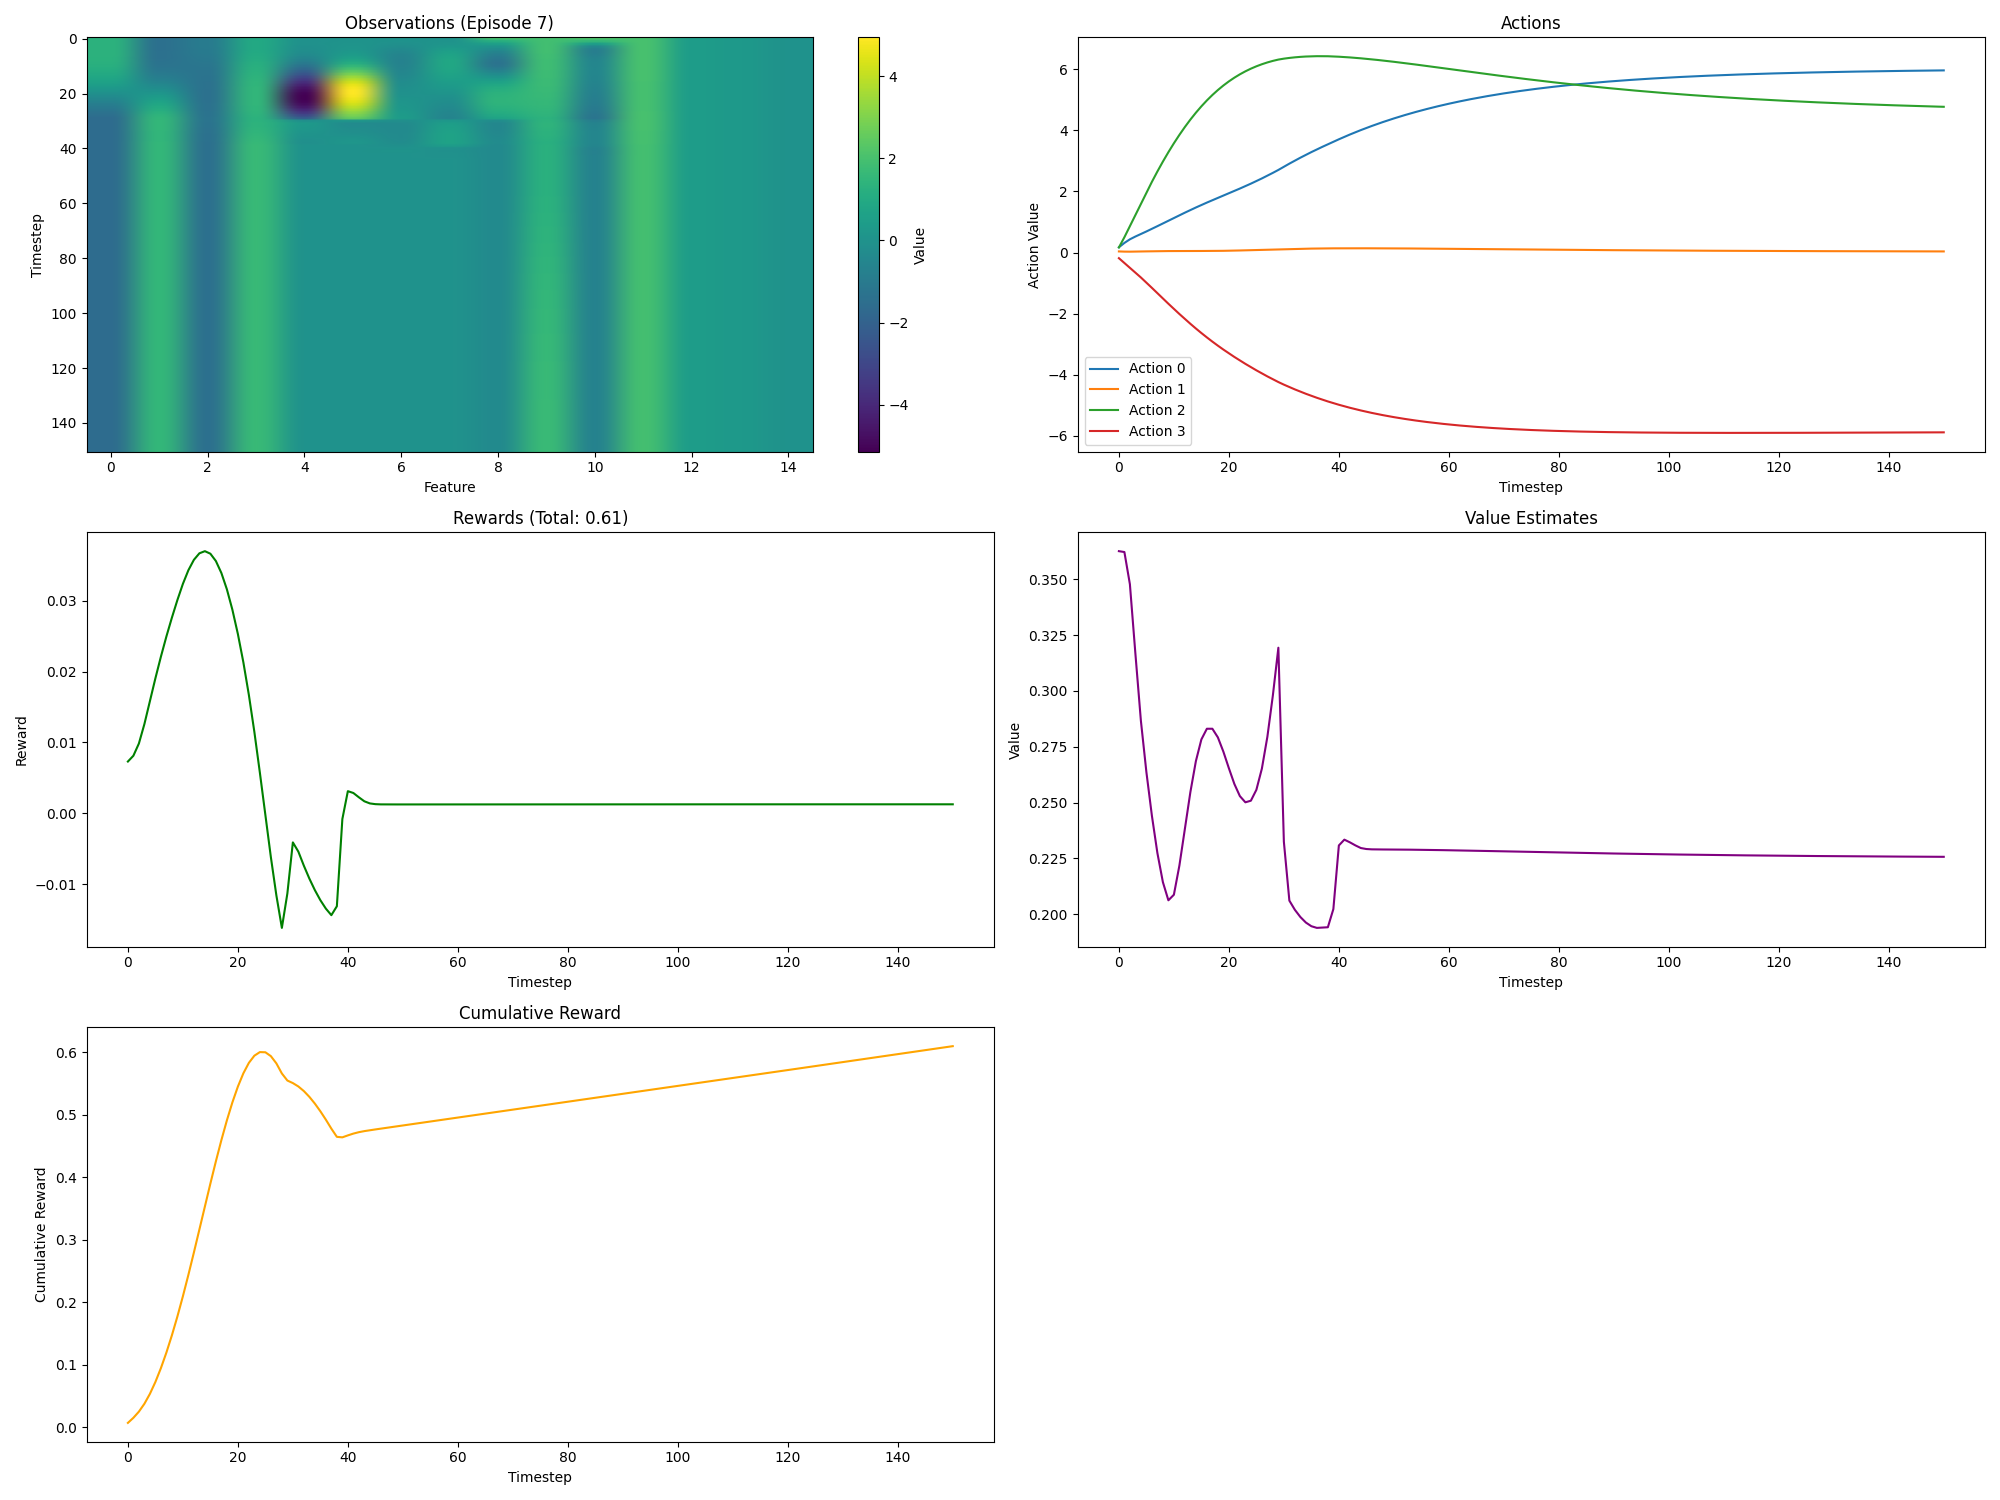 Observations (Episode 7)
0
20
40
60
80
100
120
140
Timestep
0 2 4 6 8 10 12 14
Feature
4
2
0
−2
−4
Value
Actions
6
4
2
0
−2
−4
−6
Action Value
Action 0
Action 1
Action 2
Action 3
0 20 40 60 80 100 120 140
Timestep
Rewards (Total: 0.61)
0.03
0.02
0.01
0.00
−0.01
Reward
0 20 40 60 80 100 120 140
Timestep
Value Estimates
0.350
0.325
0.300
0.275
0.250
0.225
0.200
Value
0 20 40 60 80 100 120 140
Timestep
Cumulative Reward
0.6
0.5
0.4
0.3
0.2
0.1
0.0
Cumulative Reward
0 20 40 60 80 100 120 140
Timestep